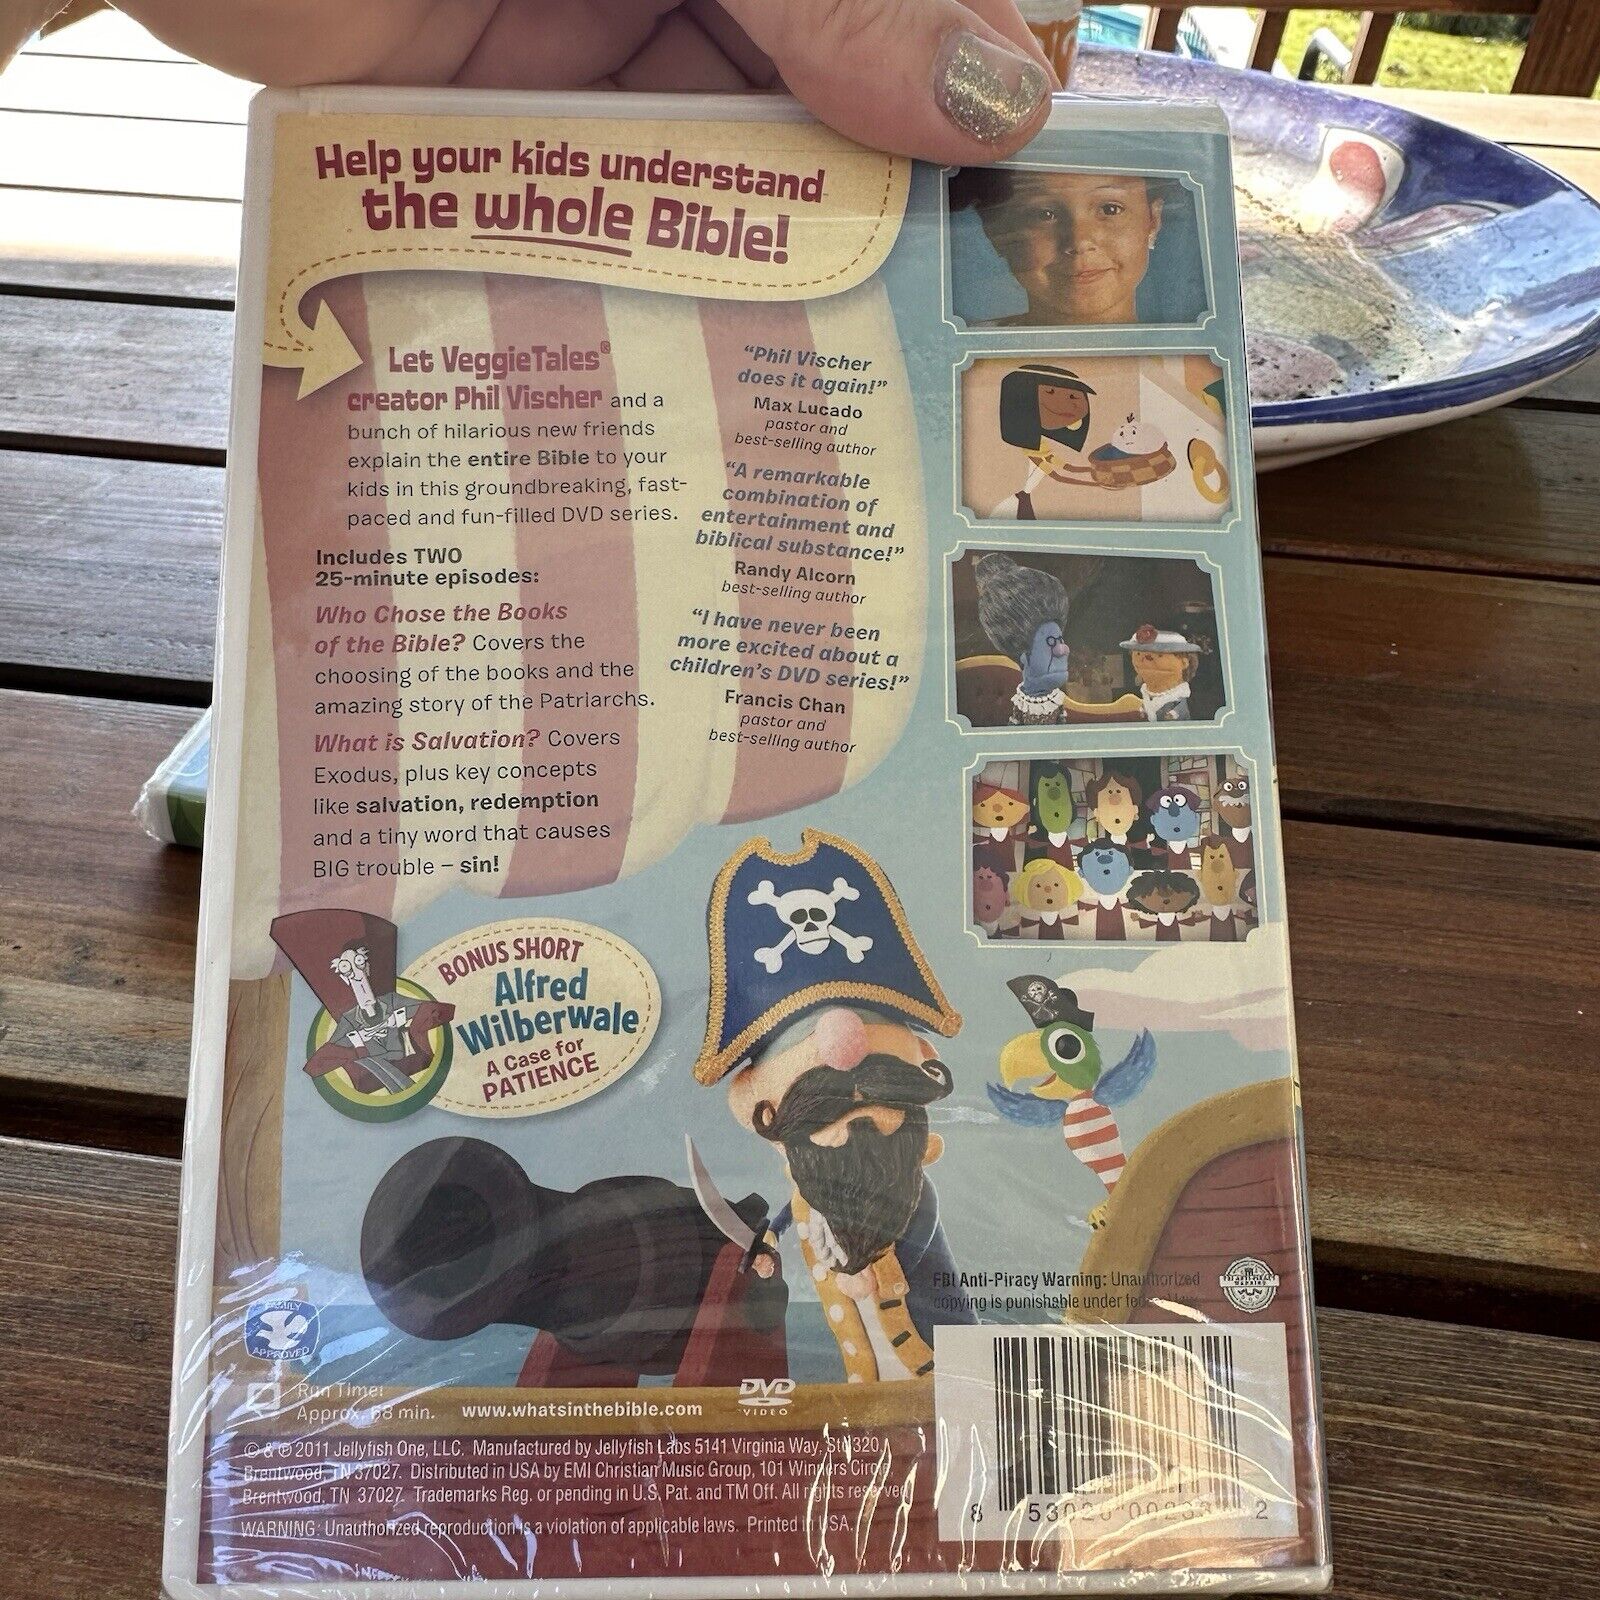 Help your kids understand
the whole Bible!
Let VeggieTales®
creator Phil Vischer and a
bunch of hilarious new friends
explain the entire Bible to your
kids in this groundbreaking, fast-
paced and fun-filled DVD series.
Includes TWO
25-minute episodes:
Who Chose the Books
of the Bible? Covers the
choosing of the books and the
amazing story of the Patriarchs.
What is Salvation? Covers
Exodus, plus key concepts
like salvation, redemption
and a tiny word that causes
BIG trouble – sin!
"Phil Vischer
does it again!"
Max Lucado
pastor and
best-selling author
"A remarkable
combination of
entertainment and
biblical substance!"
Randy Alcorn
best-selling author
"I have never been
more excited about a
children's DVD series!"
Francis Chan
pastor and
best-selling author
BONUS SHORT
Alfred
Wilberwale
A Case for
PATIENCE
FBI Anti-Piracy Warning: Unauthorized
copying is punishable under federal law.
FBI ANTI-PIRACY
WARNING
FAMILY
APPROVED
Run Time:
Approx. 58 min.
www.whatsinthebible.com
DVD
VIDEO
© & ℗ 2011 Jellyfish One, LLC. Manufactured by Jellyfish Labs 5141 Virginia Way, Ste 320,
Brentwood, TN 37027. Distributed in USA by EMI Christian Music Group, 101 Winners Circle,
Brentwood, TN 37027. Trademarks Reg. or pending in U.S. Pat. and TM Off. All rights reserved.
WARNING: Unauthorized reproduction is a violation of applicable laws. Printed in USA.
8 2